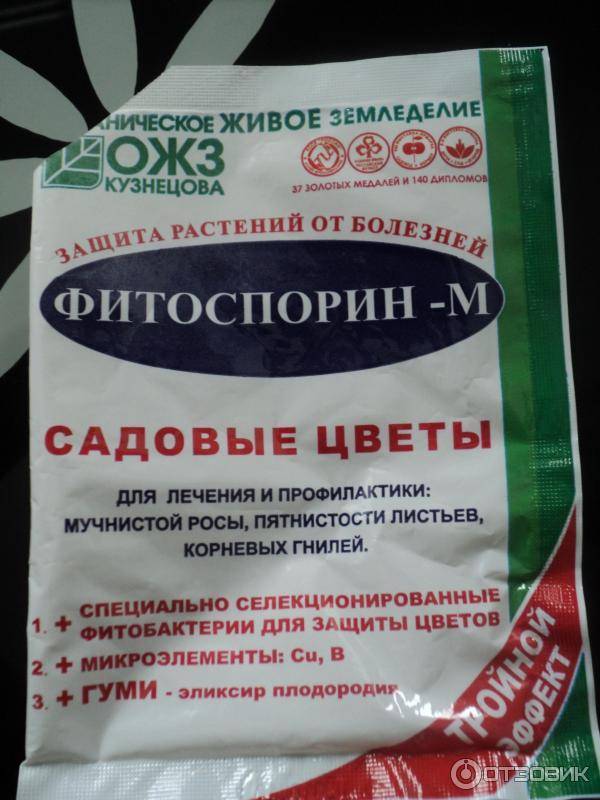 АНИЧЕСКОЕ ЖИВОЕ ЗЕМЛЕДЕЛИЕ
ОЖЗ
КУЗНЕЦОВА
37 ЗОЛОТЫХ МЕДАЛЕЙ И 140 ДИПЛОМОВ
ЗАЩИТА РАСТЕНИЙ ОТ БОЛЕЗНЕЙ
ФИТОСПОРИН -М
САДОВЫЕ ЦВЕТЫ
ДЛЯ ЛЕЧЕНИЯ И ПРОФИЛАКТИКИ:
МУЧНИСТОЙ РОСЫ, ПЯТНИСТОСТИ ЛИСТЬЕВ,
КОРНЕВЫХ ГНИЛЕЙ.
1. + СПЕЦИАЛЬНО СЕЛЕКЦИОНИРОВАННЫЕ
ФИТОБАКТЕРИИ ДЛЯ ЗАЩИТЫ ЦВЕТОВ
2. + МИКРОЭЛЕМЕНТЫ: Cu, B
3. + ГУМИ - эликсир плодородия
ТРОЙНОЙ
ЭФФЕКТ
ОТЗОВИК